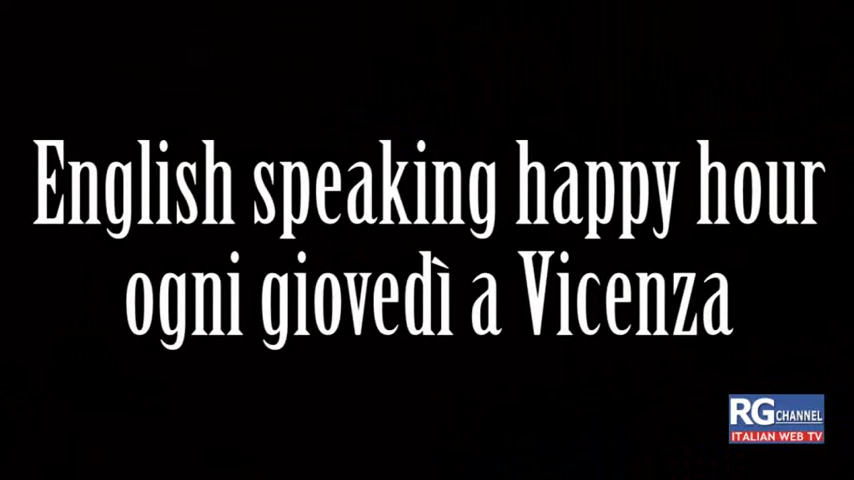 English speaking happy hour
ogni giovedì a Vicenza
RG CHANNEL
ITALIAN WEB TV